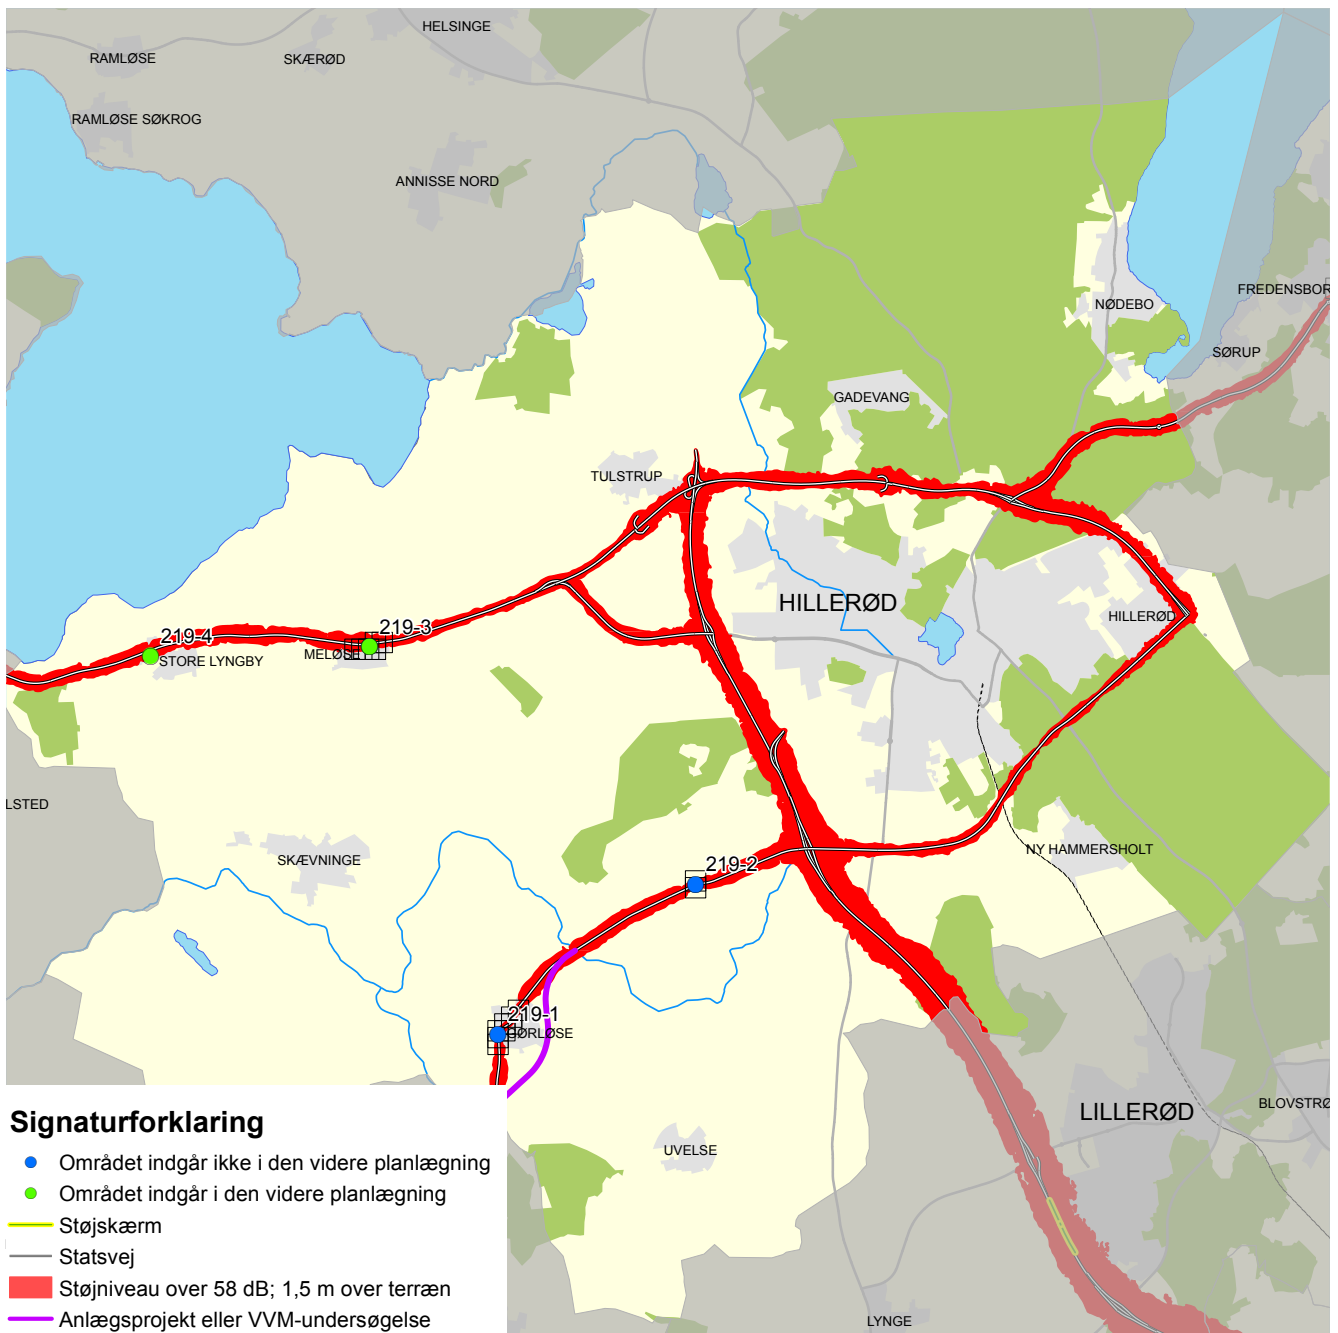 HELSINGE
RAMLØSE
SKÆRØD
RAMLØSE SØKROG
ANNISSE NORD
FREDENSBOR
NØDEBO
SØRUP
GADEVANG
TULSTRUP
HILLERØD
HILLERØD
219-4
219-3
MELØSE
STORE LYNGBY
LSTED
SKÆVNINGE
NY HAMMERSHOLT
219-2
219-1
GØRLØSE
LILLERØD
BLOVSTRØ
UVELSE
LYNGE
Signaturforklaring
Området indgår ikke i den videre planlægning
Området indgår i den videre planlægning
Støjskærm
Statsvej
Støjniveau over 58 dB; 1,5 m over terræn
Anlægsprojekt eller VVM-undersøgelse